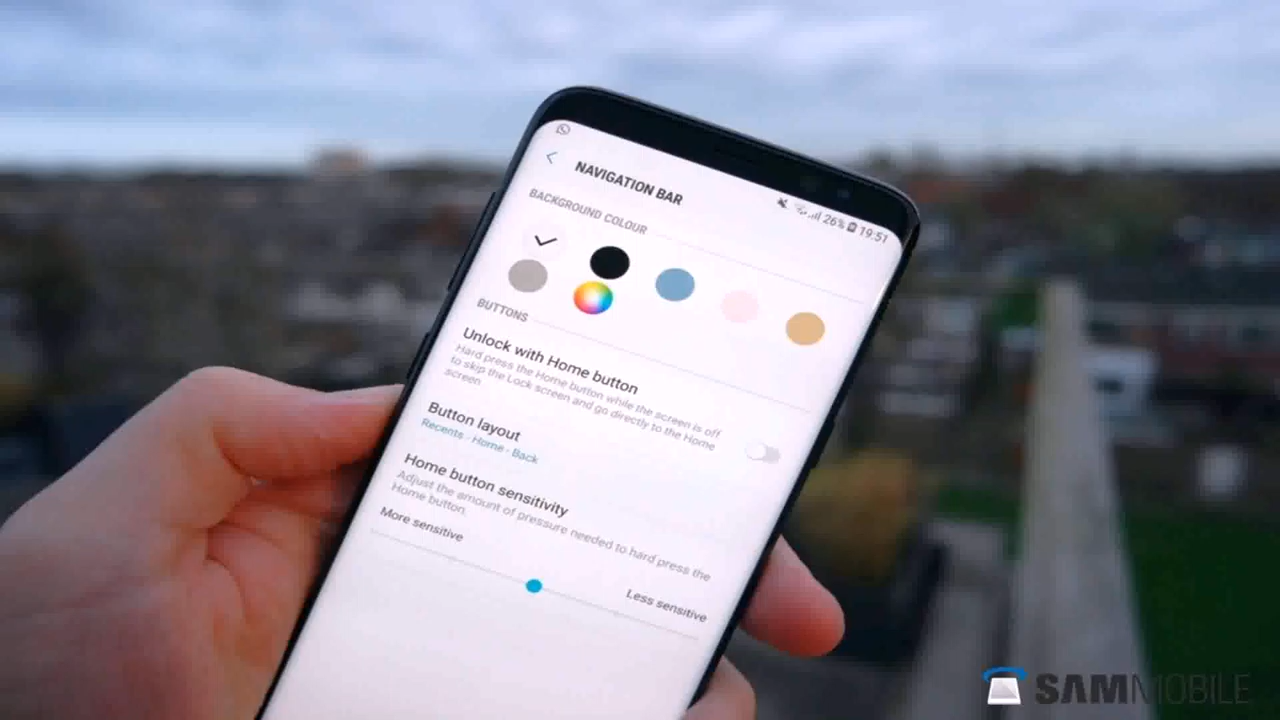 NAVIGATION BAR
26% 19:51
BACKGROUND COLOUR
BUTTONS
Unlock with Home button
Hard press the Home button while the screen is off
to skip the Lock screen and go directly to the Home
screen.
Button layout
Recents - Home - Back
Home button sensitivity
Adjust the amount of pressure needed to hard press the
Home button.
More sensitive
Less sensitive
SAMMOBILE